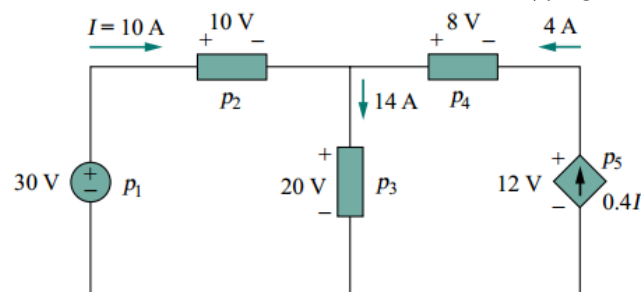 I = 10 A
10 V
+ −
p2
8 V
+ −
p4
4 A
14 A
30 V
+
−
p1
+
20 V
−
p3
+
12 V
−
p5
0.4I